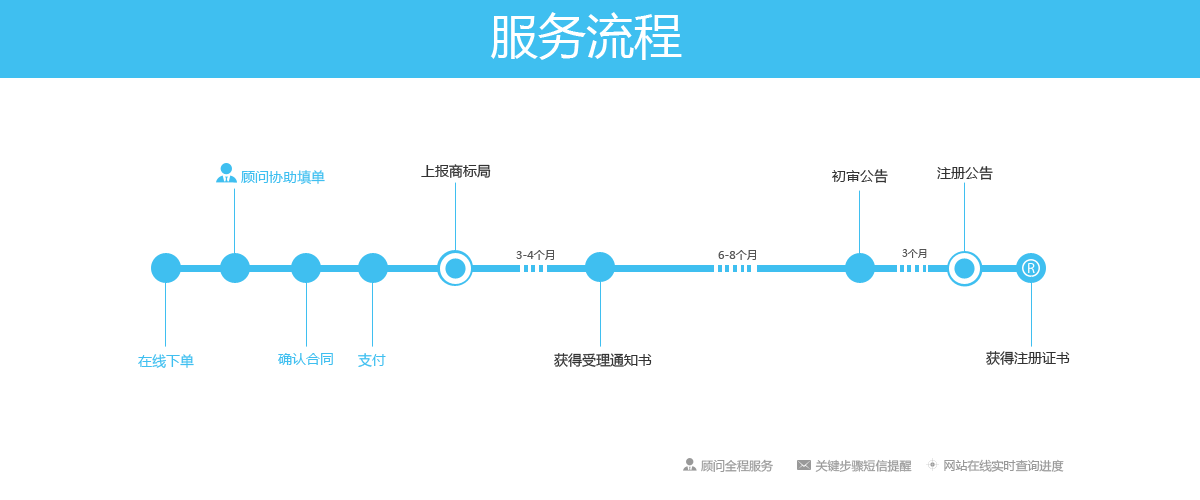 服务流程
顾问协助填单
上报商标局
初审公告
注册公告
3-4个月
6-8个月
3个月
®
在线下单
确认合同
支付
获得受理通知书
获得注册证书
顾问全程服务
关键步骤短信提醒
网站在线实时查询进度